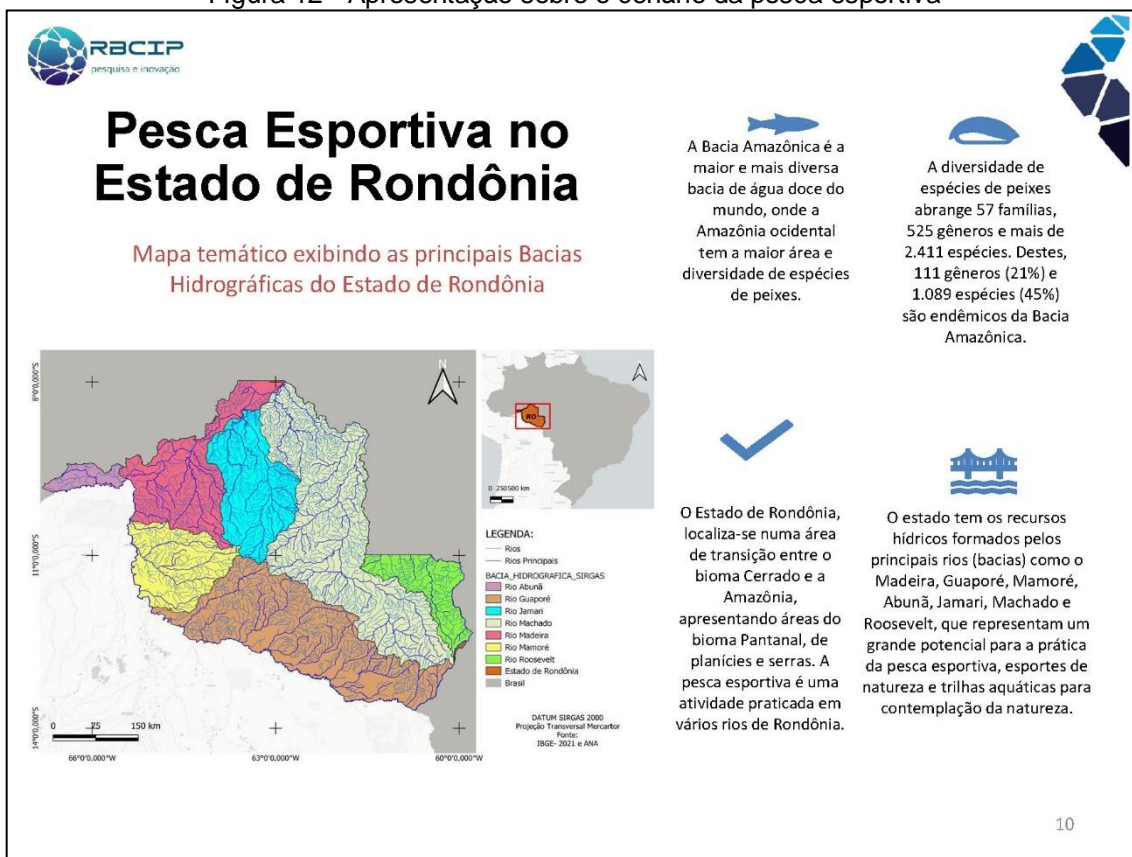 Figura 12 - Apresentação sobre o cenário da pesca esportiva
RBCIP
pesquisa e inovação
Pesca Esportiva no
Estado de Rondônia
Mapa temático exibindo as principais Bacias
Hidrográficas do Estado de Rondônia
A Bacia Amazônica é a
maior e mais diversa
bacia de água doce do
mundo, onde a
Amazônia ocidental
tem a maior área e
diversidade de espécies
de peixes.
A diversidade de
espécies de peixes
abrange 57 famílias,
525 gêneros e mais de
2.411 espécies. Destes,
111 gêneros (21%) e
1.089 espécies (45%)
são endêmicos da Bacia
Amazônica.
8°0'0,000"S
11°0'0,000"S
14°0'0,000"S
N
0 75 150 km
66°0'0,000"W
63°0'0,000"W
60°0'0,000"W
RO
0 250500 km
LEGENDA:
Rios
Rios Principais
BACIA_HIDROGRAFICA_SIRGAS
Rio Abunã
Rio Guaporé
Rio Jamari
Rio Machado
Rio Madeira
Rio Mamoré
Rio Roosevelt
Estado de Rondônia
Brasil
DATUM SIRGAS 2000
Projeção Transversal Mercartor
Fonte:
IBGE- 2021 e ANA
O Estado de Rondônia,
localiza-se numa área
de transição entre o
bioma Cerrado e a
Amazônia,
apresentando áreas do
bioma Pantanal, de
planícies e serras. A
pesca esportiva é uma
atividade praticada em
vários rios de Rondônia.
O estado tem os recursos
hídricos formados pelos
principais rios (bacias) como o
Madeira, Guaporé, Mamoré,
Abunã, Jamari, Machado e
Roosevelt, que representam um
grande potencial para a prática
da pesca esportiva, esportes de
natureza e trilhas aquáticas para
contemplação da natureza.
10